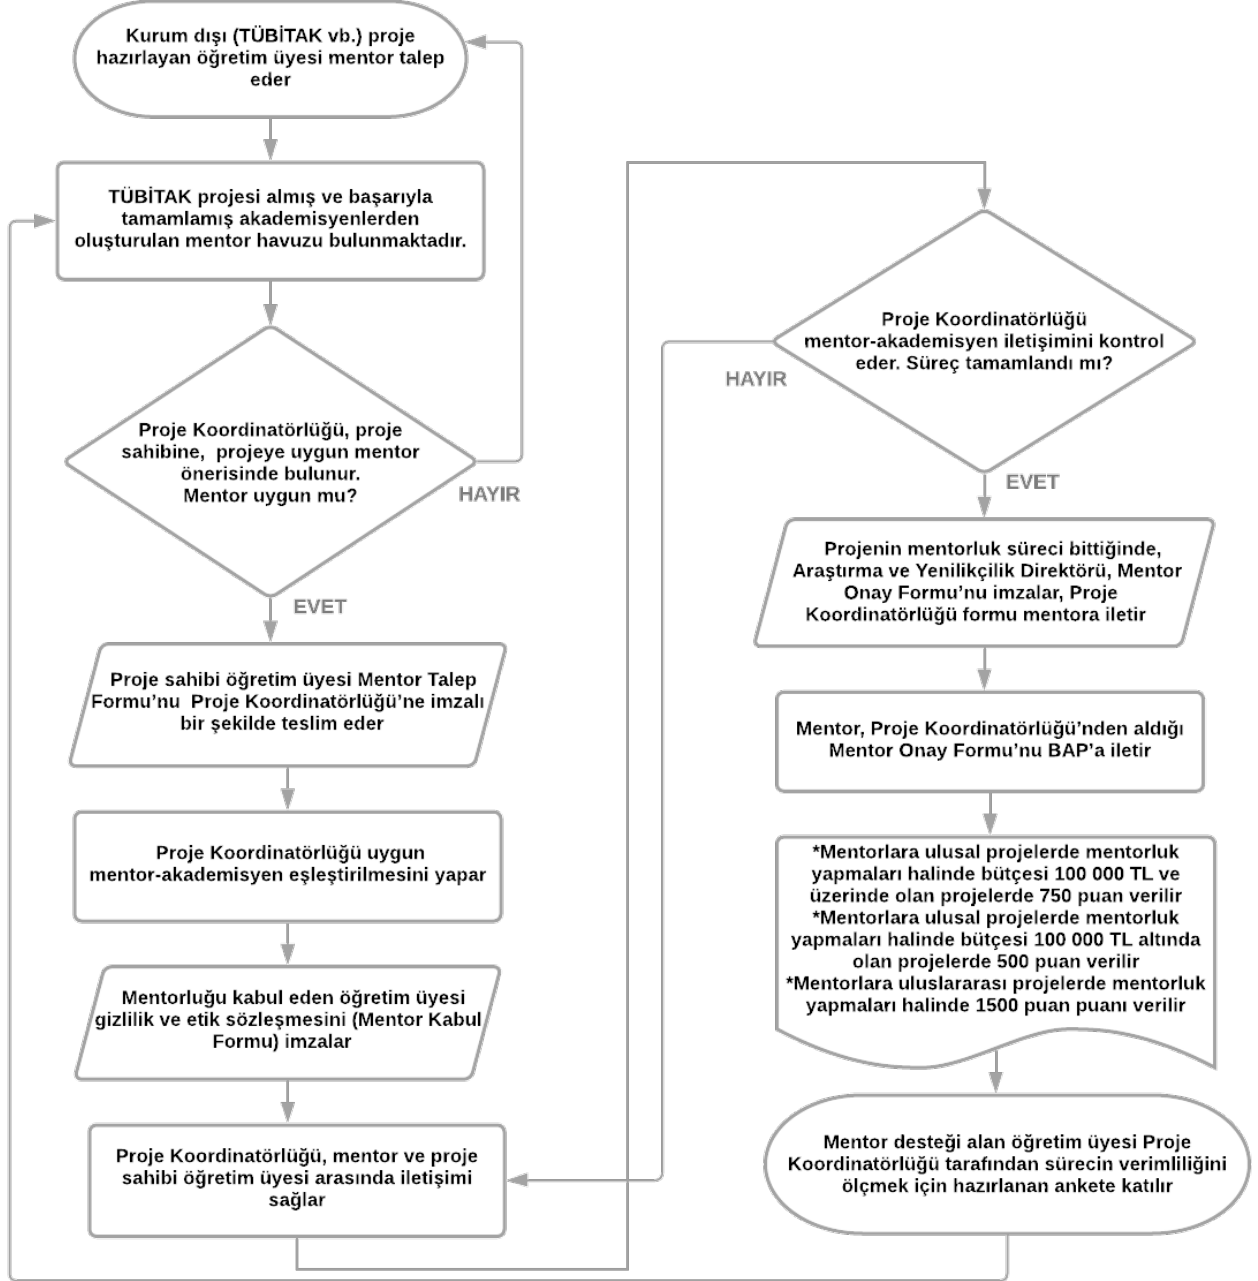 Kurum dışı (TÜBİTAK vb.) proje
hazırlayan öğretim üyesi mentor talep
eder
TÜBİTAK projesi almış ve başarıyla
tamamlamış akademisyenlerden
oluşturulan mentor havuzu bulunmaktadır.
Proje Koordinatörlüğü, proje
sahibine, projeye uygun mentor
önerisinde bulunur.
Mentor uygun mu?
HAYIR
EVET
Proje sahibi öğretim üyesi Mentor Talep
Formu’nu Proje Koordinatörlüğü’ne imzalı
bir şekilde teslim eder
Proje Koordinatörlüğü uygun
mentor-akademisyen eşleştirilmesini yapar
Mentorluğu kabul eden öğretim üyesi
gizlilik ve etik sözleşmesini (Mentor Kabul
Formu) imzalar
Proje Koordinatörlüğü, mentor ve proje
sahibi öğretim üyesi arasında iletişimi
sağlar
Proje Koordinatörlüğü
mentor-akademisyen iletişimini kontrol
eder. Süreç tamamlandı mı?
HAYIR
EVET
Projenin mentorluk süreci bittiğinde,
Araştırma ve Yenilikçilik Direktörü, Mentor
Onay Formu’nu imzalar, Proje
Koordinatörlüğü formu mentora iletir
Mentor, Proje Koordinatörlüğü’nden aldığı
Mentor Onay Formu’nu BAP’a iletir
*Mentorlara ulusal projelerde mentorluk
yapmaları halinde bütçesi 100 000 TL ve
üzerinde olan projelerde 750 puan verilir
*Mentorlara ulusal projelerde mentorluk
yapmaları halinde bütçesi 100 000 TL altında
olan projelerde 500 puan verilir
*Mentorlara uluslararası projelerde mentorluk
yapmaları halinde 1500 puan puanı verilir
Mentor desteği alan öğretim üyesi Proje
Koordinatörlüğü tarafından sürecin verimliliğini
ölçmek için hazırlanan ankete katılır